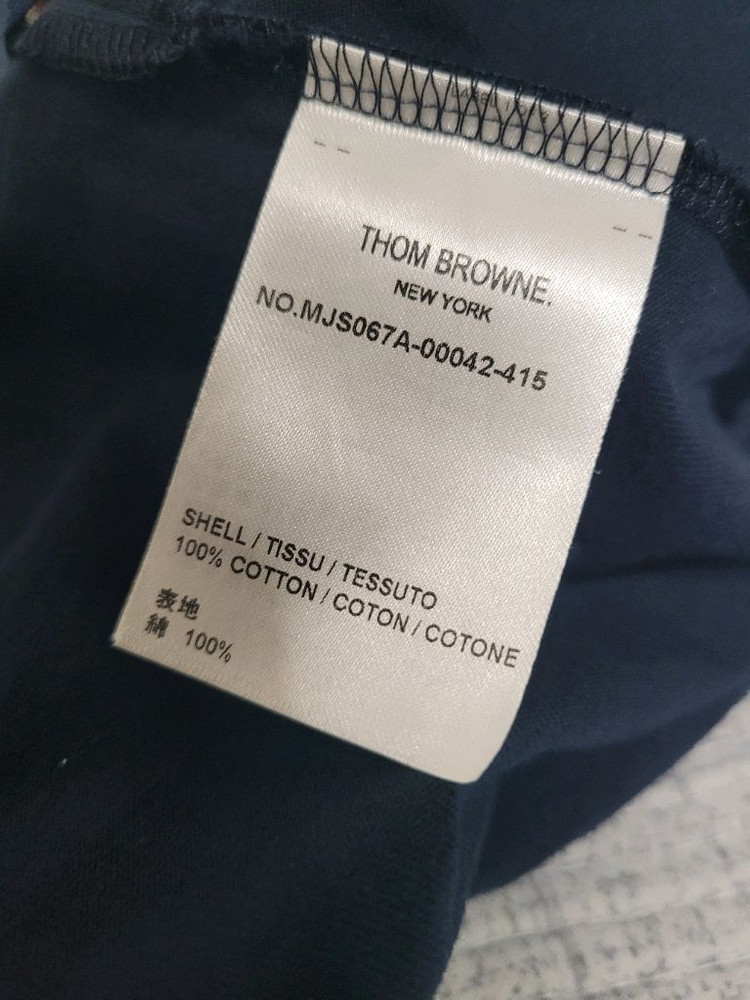 THOM BROWNE.
NEW YORK
NO.MJS067A-00042-415
SHELL / TISSU / TESSUTO
100% COTTON / COTON / COTONE
表地
綿 100%